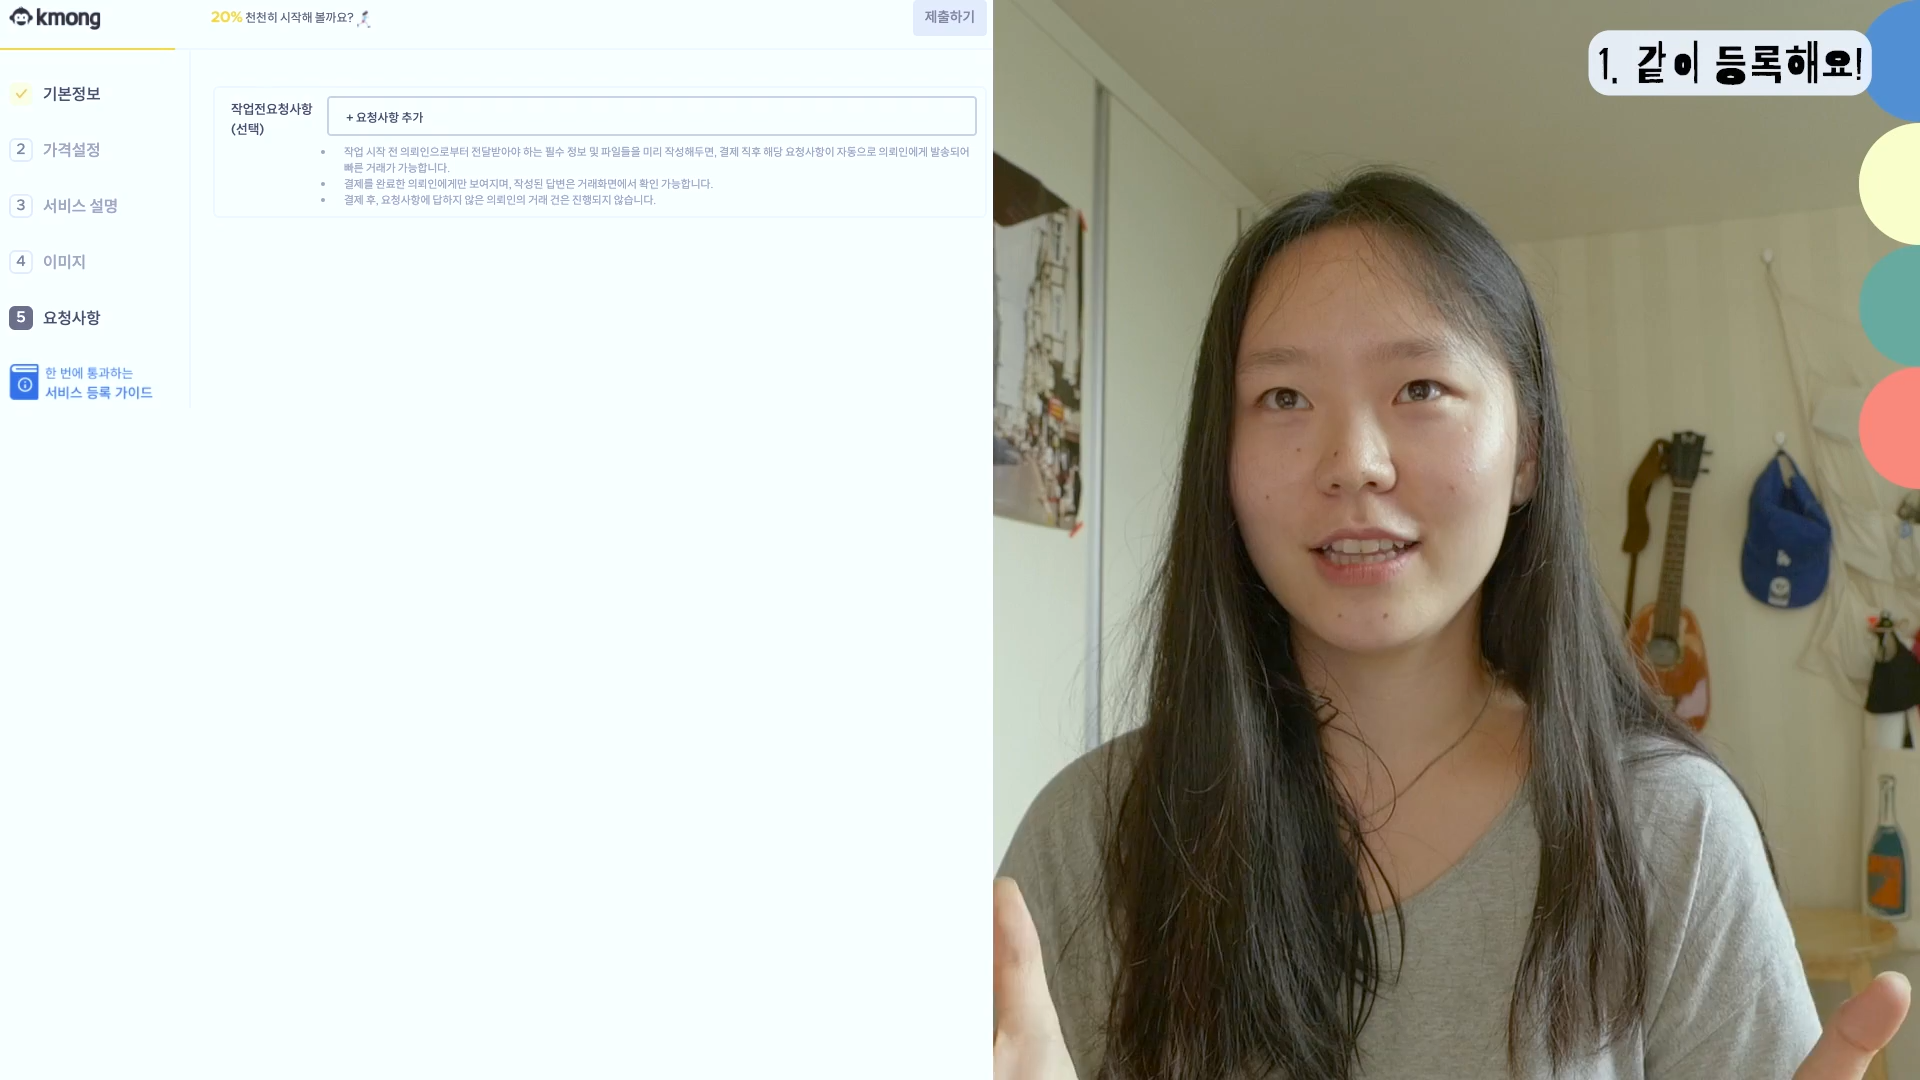 kmong
20% 천천히 시작해 볼까요?
제출하기
1. 같이 등록해요!
기본정보
2 가격설정
3 서비스 설명
4 이미지
5 요청사항
한 번에 통과하는
서비스 등록 가이드
작업전요청사항
(선택)
+ 요청사항 추가
작업 시작 전 의뢰인으로부터 전달받아야 하는 필수 정보 및 파일들을 미리 작성해두면, 결제 직후 해당 요청사항이 자동으로 의뢰인에게 발송되어
빠른 거래가 가능합니다.
결제를 완료한 의뢰인에게만 보여지며, 작성된 답변은 거래화면에서 확인 가능합니다.
결제 후, 요청사항에 답하지 않은 의뢰인의 거래 건은 진행되지 않습니다.